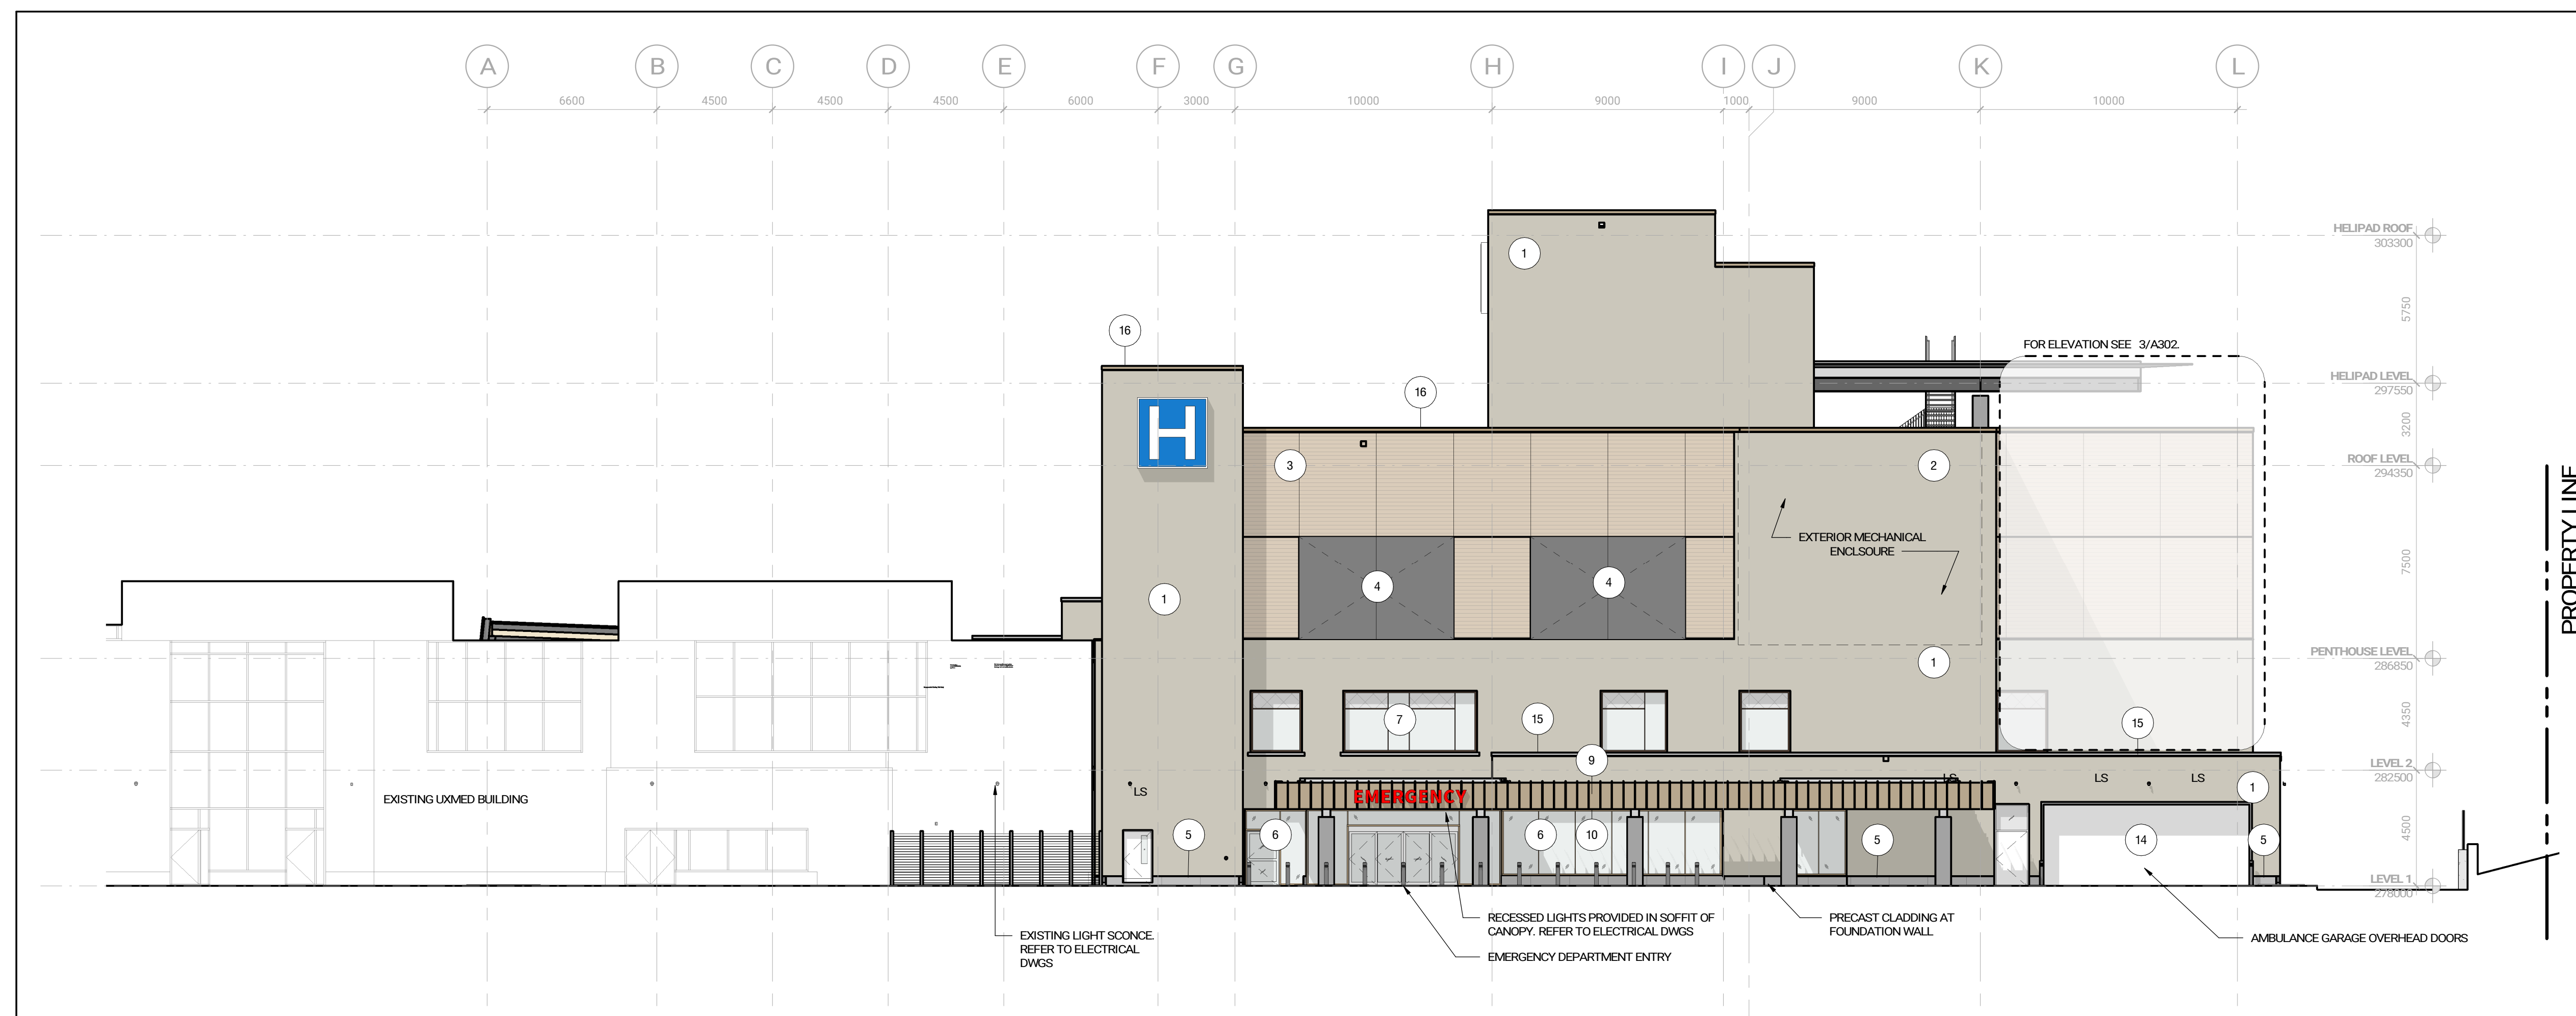 A B C D E F G H I J K L
6600 4500 4500 4500 6000 3000 10000 9000 1000 9000 10000
HELIPAD ROOF
303300
1
5750
16
FOR ELEVATION SEE 3/A302.
HELIPAD LEVEL
297550
16
3200
H
3
2
ROOF LEVEL
294350
PROPERTY LINE
EXTERIOR MECHANICAL
ENCLSOURE
7500
4
4
1
PENTHOUSE LEVEL
286850
1
7
15
15
4350
9
LEVEL 2
282500
LS
LS
LS
LS
1
EXISTING UXMED BUILDING
EMERGENCY
5
6
6
10
5
14
5
4500
LEVEL 1
278000
EXISTING LIGHT SCONCE.
REFER TO ELECTRICAL
DWGS
RECESSED LIGHTS PROVIDED IN SOFFIT OF
CANOPY. REFER TO ELECTRICAL DWGS
EMERGENCY DEPARTMENT ENTRY
PRECAST CLADDING AT
FOUNDATION WALL
AMBULANCE GARAGE OVERHEAD DOORS